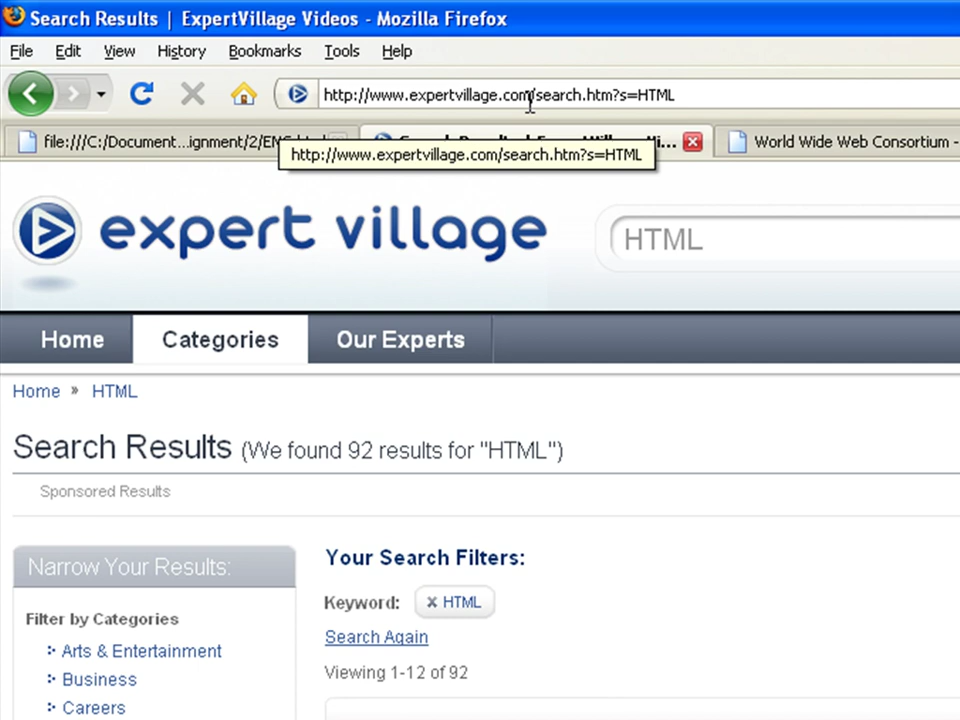 Search Results | ExpertVillage Videos - Mozilla Firefox
File Edit View History Bookmarks Tools Help
http://www.expertvillage.com/search.htm?s=HTML
file:///C:/Document...ignment/2/ENG.html
World Wide Web Consortium -
http://www.expertvillage.com/search.htm?s=HTML
expert village
HTML
Home Categories Our Experts
Home » HTML
Search Results (We found 92 results for "HTML")
Sponsored Results
Narrow Your Results:
Your Search Filters:
Keyword: × HTML
Filter by Categories
Search Again
Arts & Entertainment
Viewing 1-12 of 92
Business
Careers